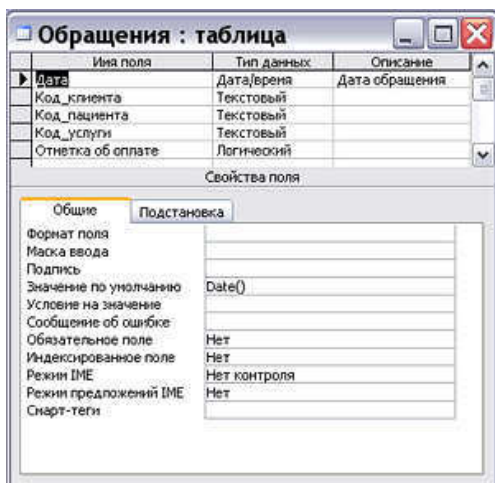 Обращения : таблица
Имя поля Тип данных Описание
Дата Дата/время Дата обращения
Код_клиента Текстовый
Код_пациента Текстовый
Код_услуги Текстовый
Отметка об оплате Логический
Свойства поля
Общие Подстановка
Формат поля
Маска ввода
Подпись
Значение по умолчанию Date()
Условие на значение
Сообщение об ошибке
Обязательное поле Нет
Индексированное поле Нет
Режим IME Нет контроля
Режим предложений IME Нет
Смарт-теги